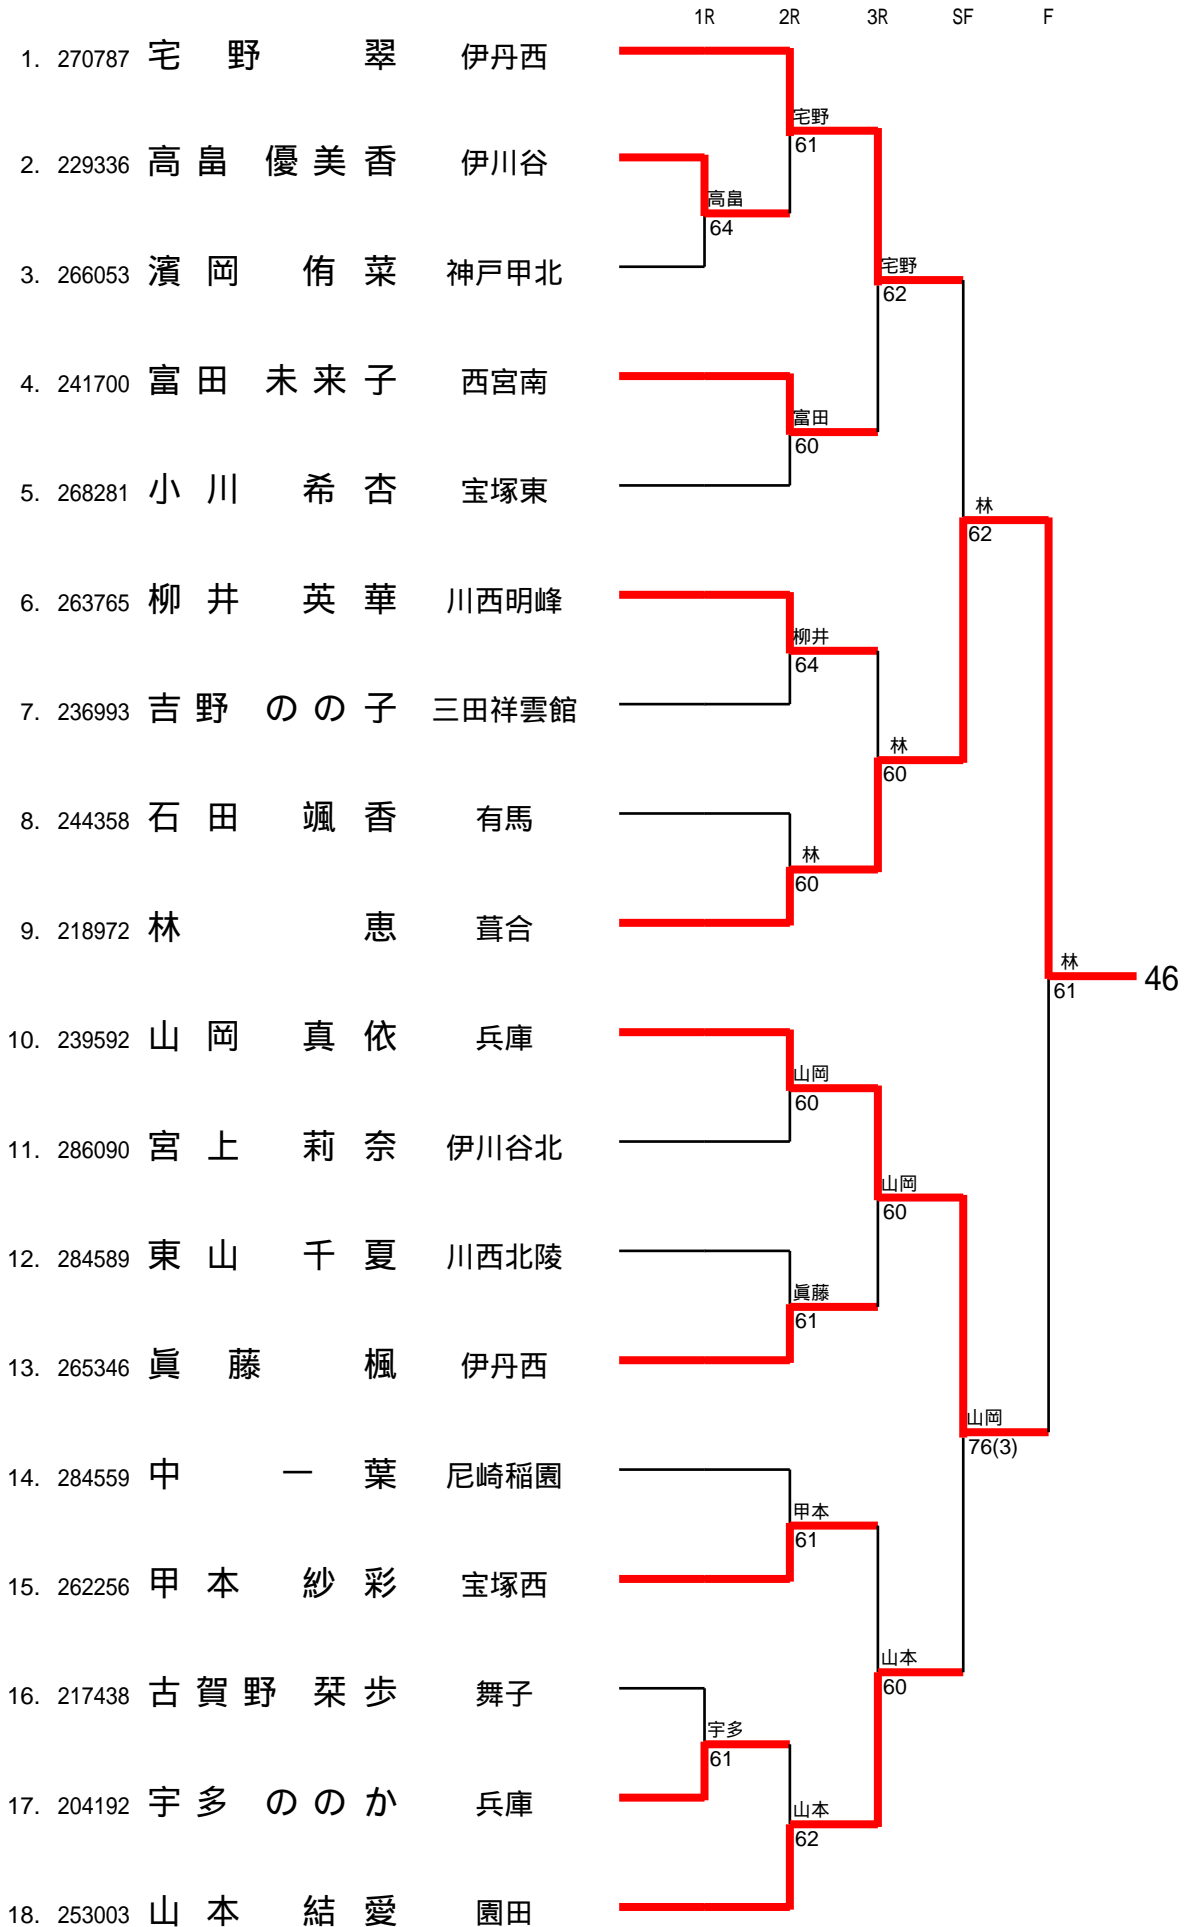 1R 2R 3R SF F
1. 270787 宅野 翠 伊丹西
宅野
61
2. 229336 高畠 優美香 伊川谷
高畠
64
3. 266053 濱岡 侑菜 神戸甲北
宅野
62
4. 241700 富田 未来子 西宮南
富田
60
5. 268281 小川 希杏 宝塚東
林
62
6. 263765 柳井 英華 川西明峰
柳井
64
7. 236993 吉野 のの子 三田祥雲館
林
60
8. 244358 石田 颯香 有馬
林
60
9. 218972 林 恵 葺合
林
61
46
10. 239592 山岡 真依 兵庫
山岡
60
11. 286090 宮上 莉奈 伊川谷北
山岡
60
12. 284589 東山 千夏 川西北陵
眞藤
61
13. 265346 眞藤 楓 伊丹西
山岡
76(3)
14. 284559 中 一葉 尼崎稲園
甲本
61
15. 262256 甲本 紗彩 宝塚西
山本
60
16. 217438 古賀野 栞歩 舞子
宇多
61
17. 204192 宇多 ののか 兵庫
山本
62
18. 253003 山本 結愛 園田